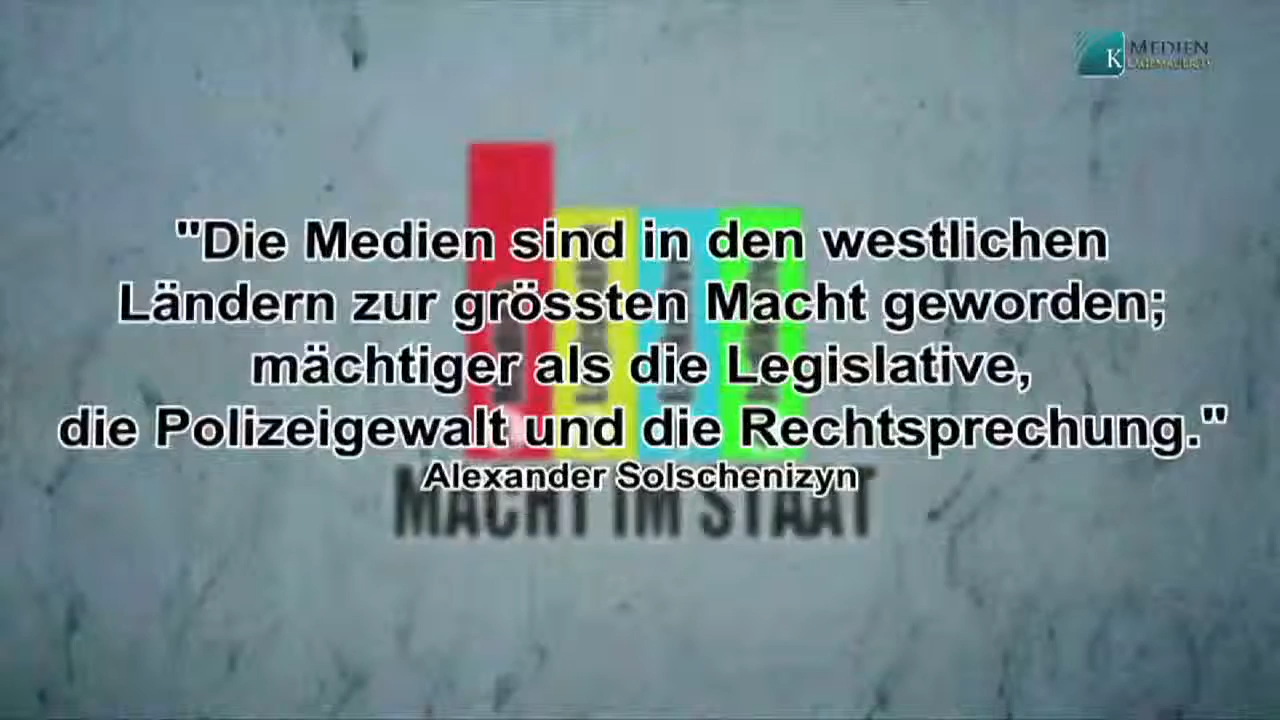 MEDIEN
K
"Die Medien sind in den westlichen
Ländern zur grössten Macht geworden;
mächtiger als die Legislative,
die Polizeigewalt und die Rechtsprechung."
Alexander Solschenizyn
MACHT IM STAAT